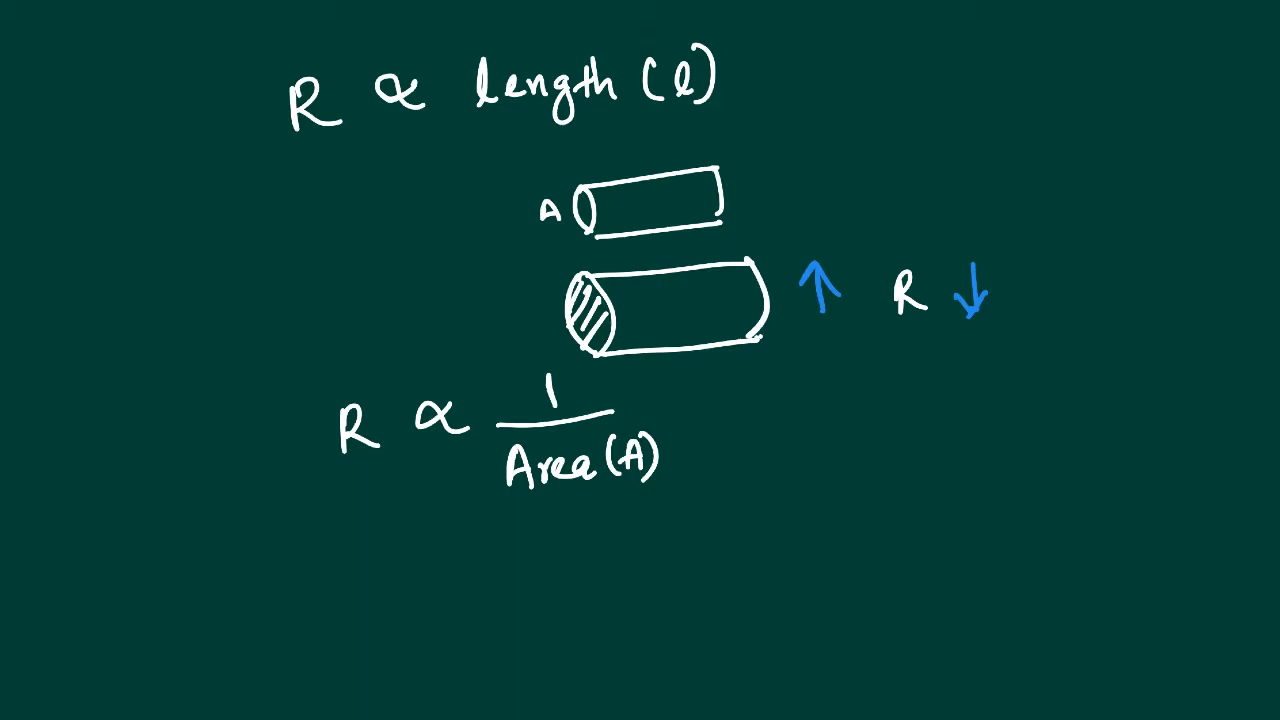 R ∝ length (l)
A
↑ R ↓
R ∝ 1/Area (A)